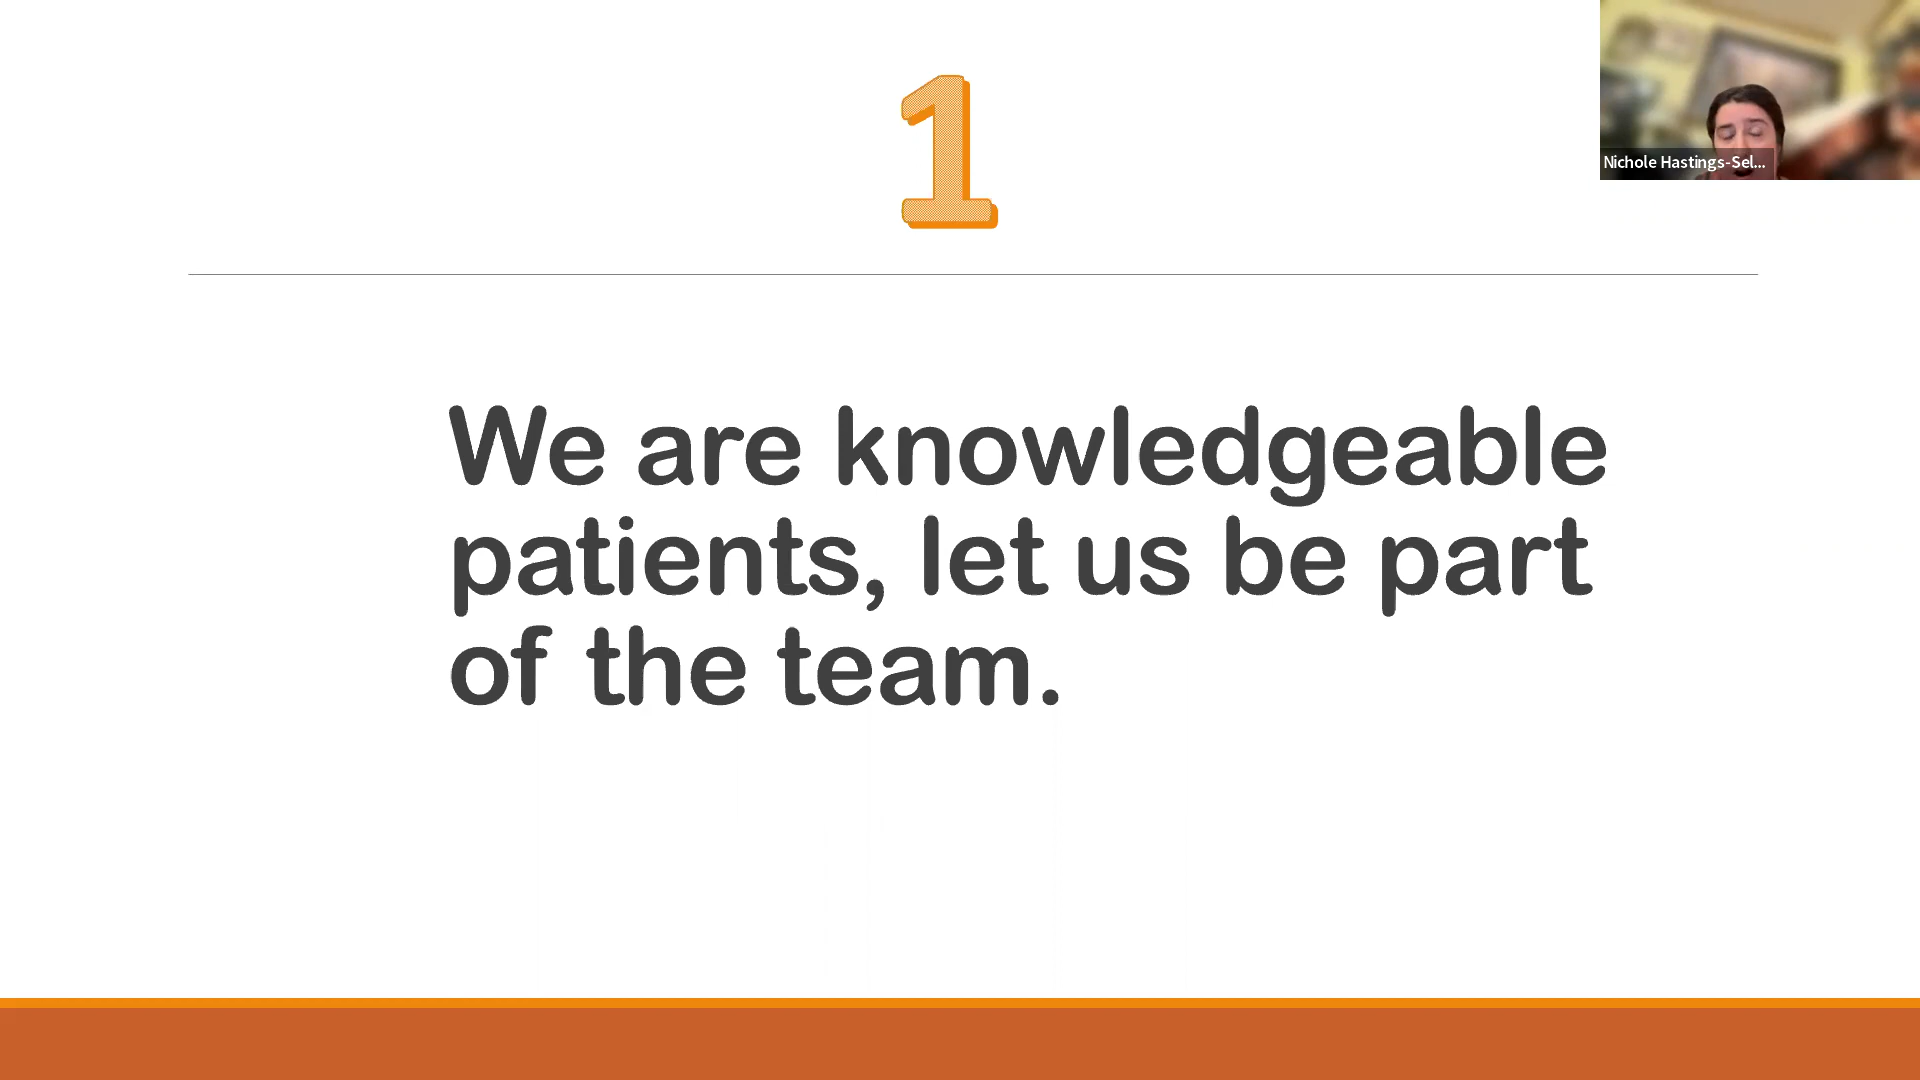 1
Nichole Hastings-Sel...
We are knowledgeable
patients, let us be part
of the team.